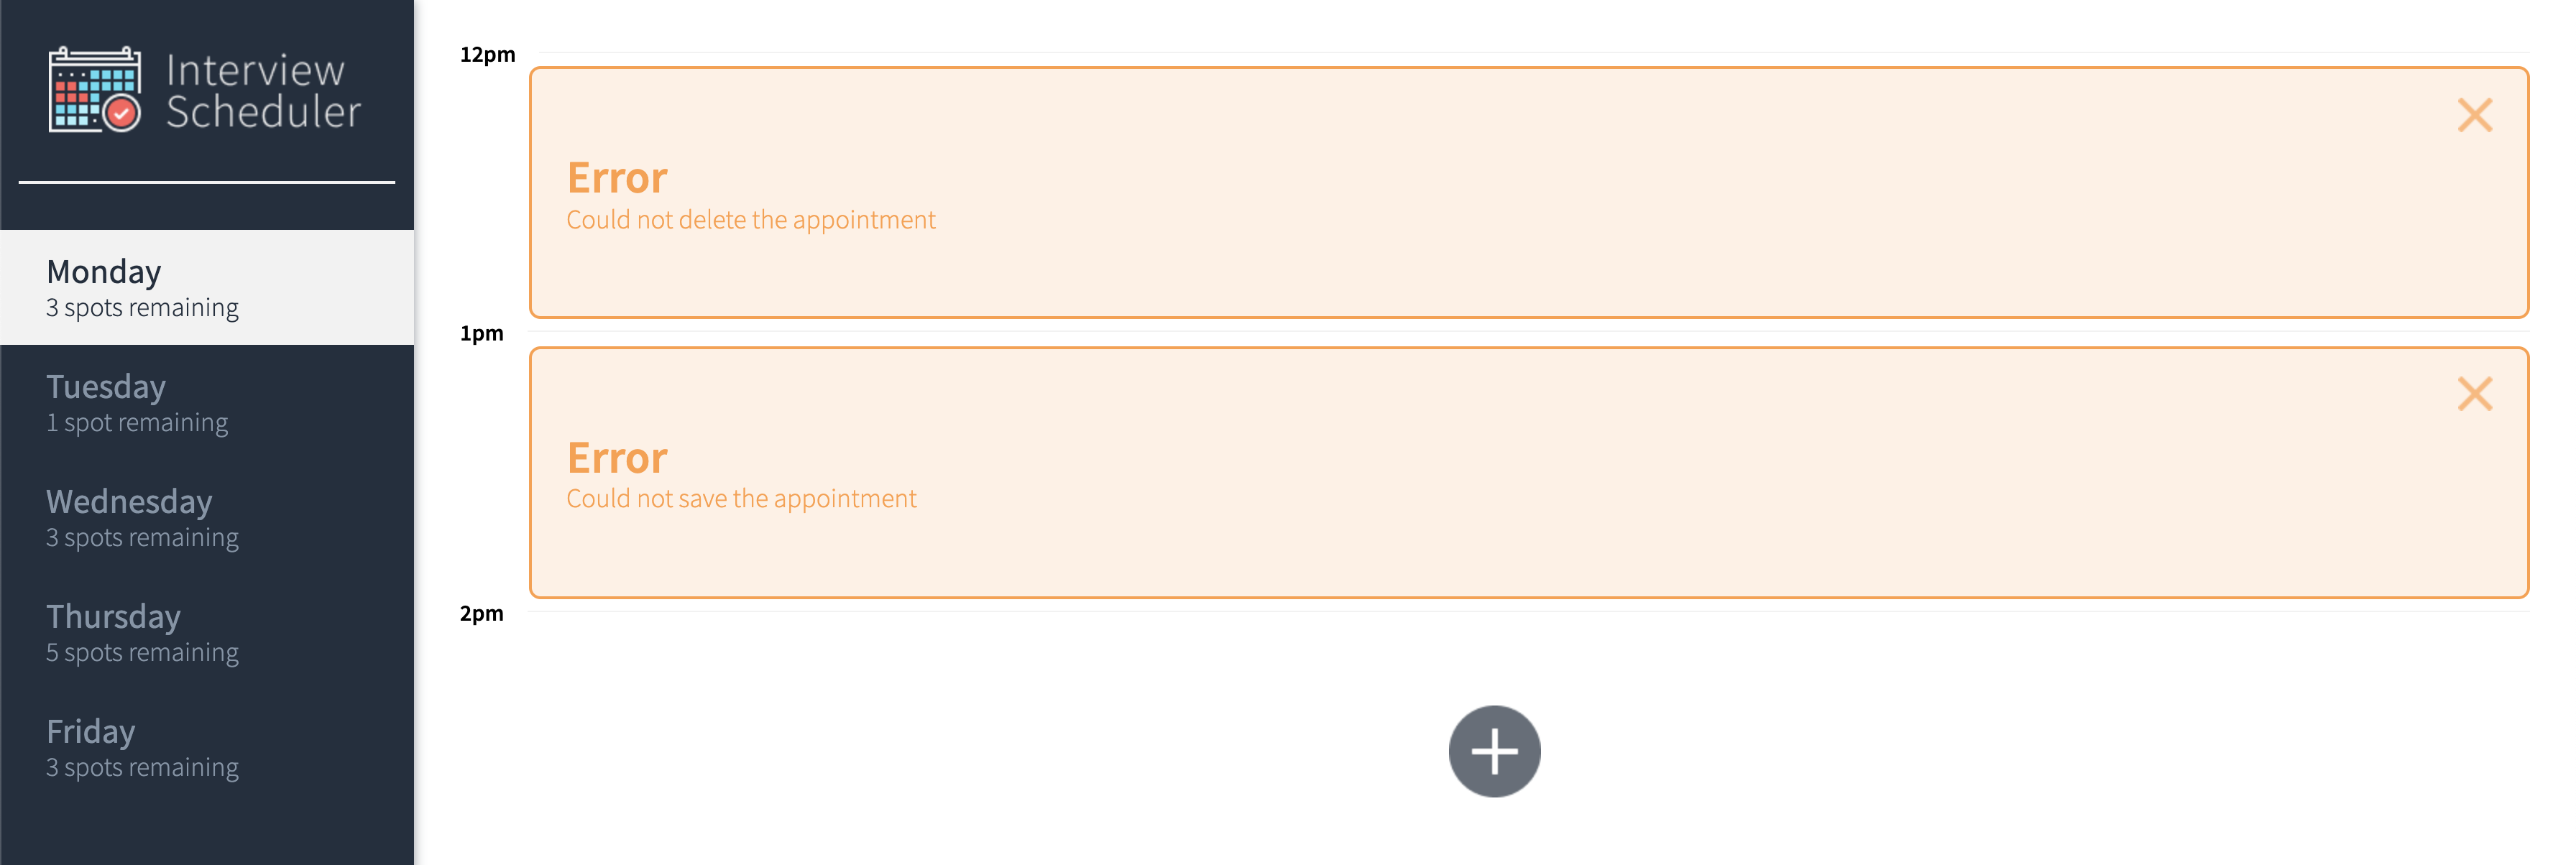 Interview
Scheduler
Monday
3 spots remaining
Tuesday
1 spot remaining
Wednesday
3 spots remaining
Thursday
5 spots remaining
Friday
3 spots remaining
12pm
Error
Could not delete the appointment
1pm
Error
Could not save the appointment
2pm